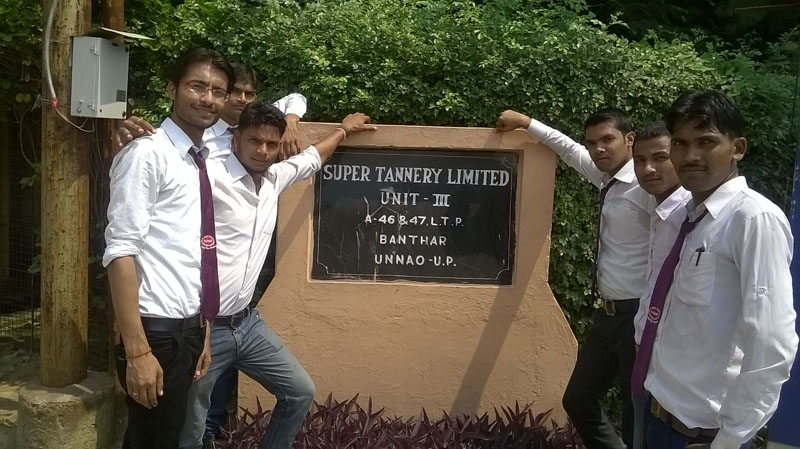 SUPER TANNERY LIMITED
UNIT - III
A-46 & 47, L.T.P.
BANTHAR
UNNAO - U.P.